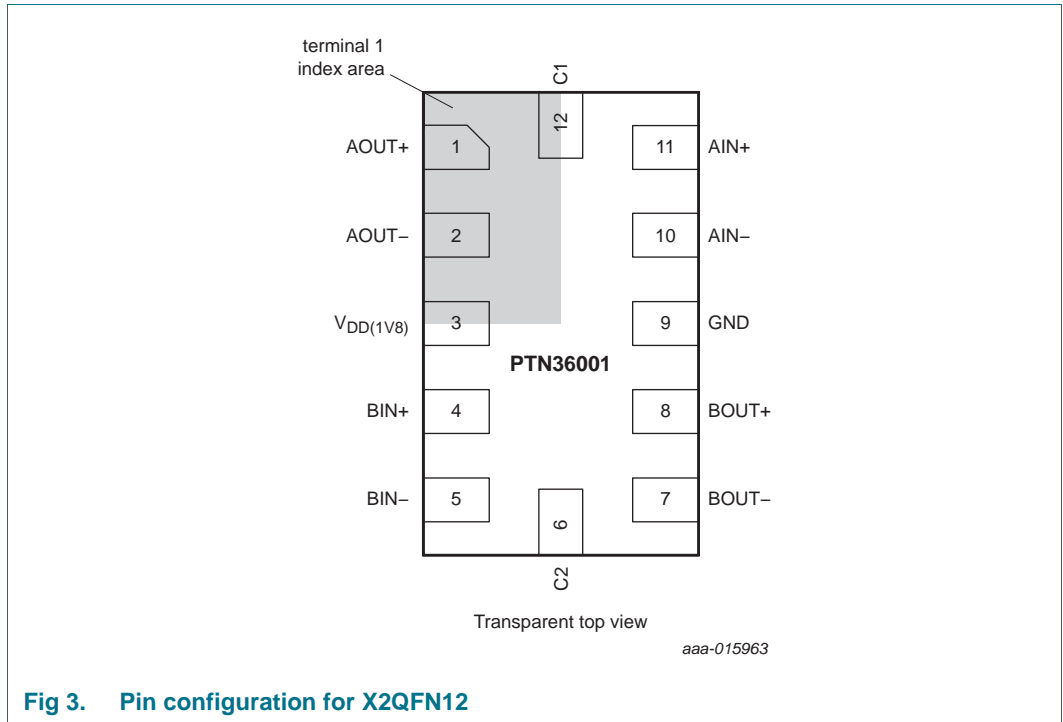 terminal 1
index area
C1
12
AOUT+ 1 11 AIN+
AOUT− 2 10 AIN−
VDD(1V8) 3 9 GND
PTN36001
BIN+ 4 8 BOUT+
BIN− 5 7 BOUT−
6
C2
Transparent top view
aaa-015963
Fig 3. Pin configuration for X2QFN12